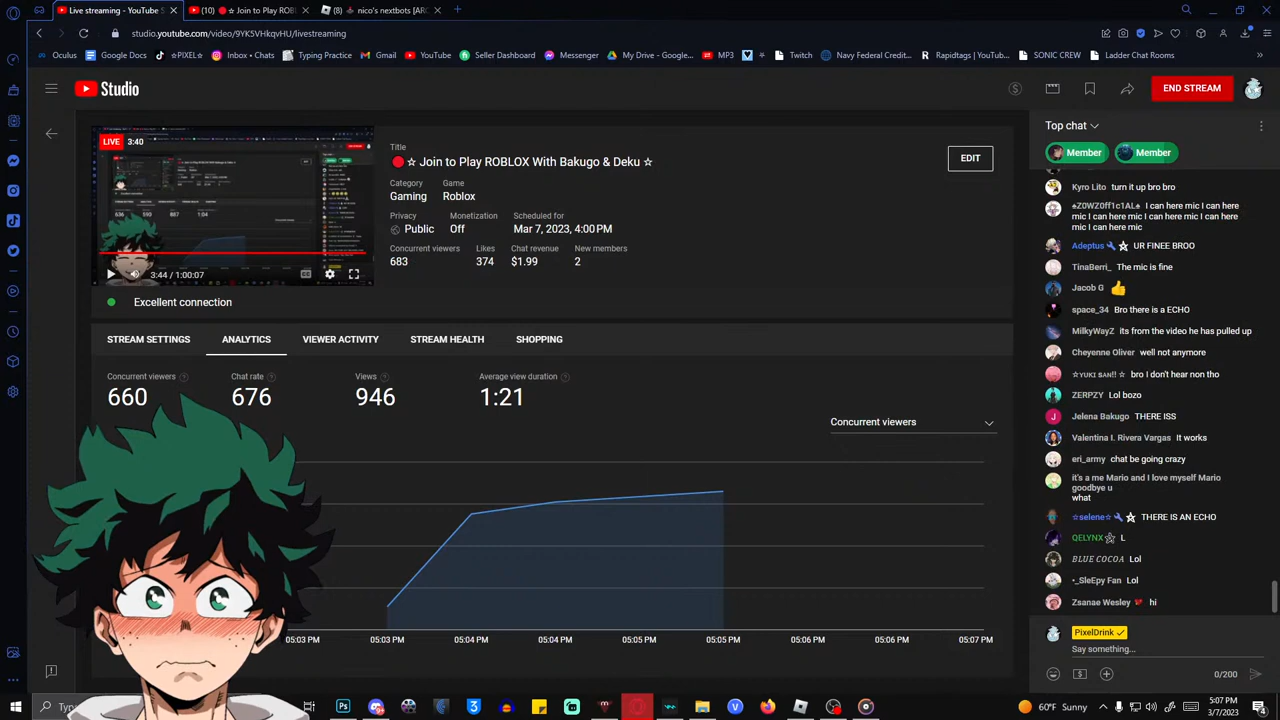 Live streaming - YouTube S
(10) 🔴 ☆ Join to Play ROBL
(8) nico's nextbots [ARC
studio.youtube.com/video/9YK5VHkqvHU/livestreaming
Oculus
Google Docs
☆PIXEL☆
Inbox - Chat
Typing Practice
Gmail
YouTube
Seller Dashboard
Messenger
My Drive - Google...
MP3
Twitch
Navy Federal Credit...
Rapidtags | YouTub...
SONIC CREW
Ladder Chat Rooms
Studio
END STREAM
LIVE 3:40
3:44 / 1:00:07
Title
🔴 ☆ Join to Play ROBLOX With Bakugo & Deku ☆
EDIT
Category Game
Gaming Roblox
Privacy Monetization Scheduled for
Public Off Mar 7, 2023, 4:08 PM
Concurrent viewers Likes Chat revenue New members
683 374 $1.99 2
Excellent connection
STREAM SETTINGS
ANALYTICS
VIEWER ACTIVITY
STREAM HEALTH
SHOPPING
Concurrent viewers Chat rate Views Average view duration
660 676 946 1:21
Concurrent viewers
05:03 PM 05:03 PM 05:04 PM 05:04 PM 05:05 PM 05:05 PM 05:06 PM 05:06 PM 05:07 PM
Top chat
Member
Member
Kyro Lito turn it up bro bro
♠Z0WZ0ff1c1AL♠ I can here mic I can
here mic I can here mic I can here mic
I can here mic
Adeptus UR FINEE BROO
TinaBerri_ The mic is fine
Jacob G 👍
space_34 Bro there is a ECHO
MilkyWayZ its from the video he has pulled up
Cheyenne Oliver well not anymore
☆ʏᴜᴋɪ ꜱᴀɴ!! ☆ bro I don't hear non tho
ZERPZY Lol bozo
Jelena Bakugo THERE ISS
Valentina I. Rivera Vargas It works
eri_army chat be going crazy
it's a me Mario and I love myself Mario
goodbye u
what
☆selene☆ THERE IS AN ECHO
QELYNX L
BLUE COCOA Lol
•_SleEpy Fan Lol
Zsanae Wesley hi
PixelDrink
Say something...
0/200
Typ
60°F Sunny
5:07 PM
3/7/2023